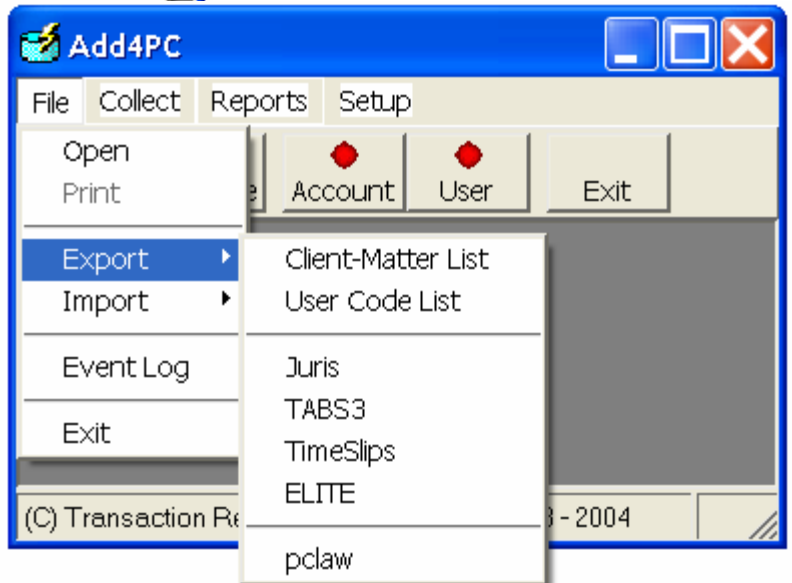 Add4PC
File Collect Reports Setup
Open
Print
Account User Exit
Export
Import
Event Log
Exit
Client-Matter List
User Code List
Juris
TABS3
TimeSlips
ELITE
pclaw
(C) Transaction - 2004